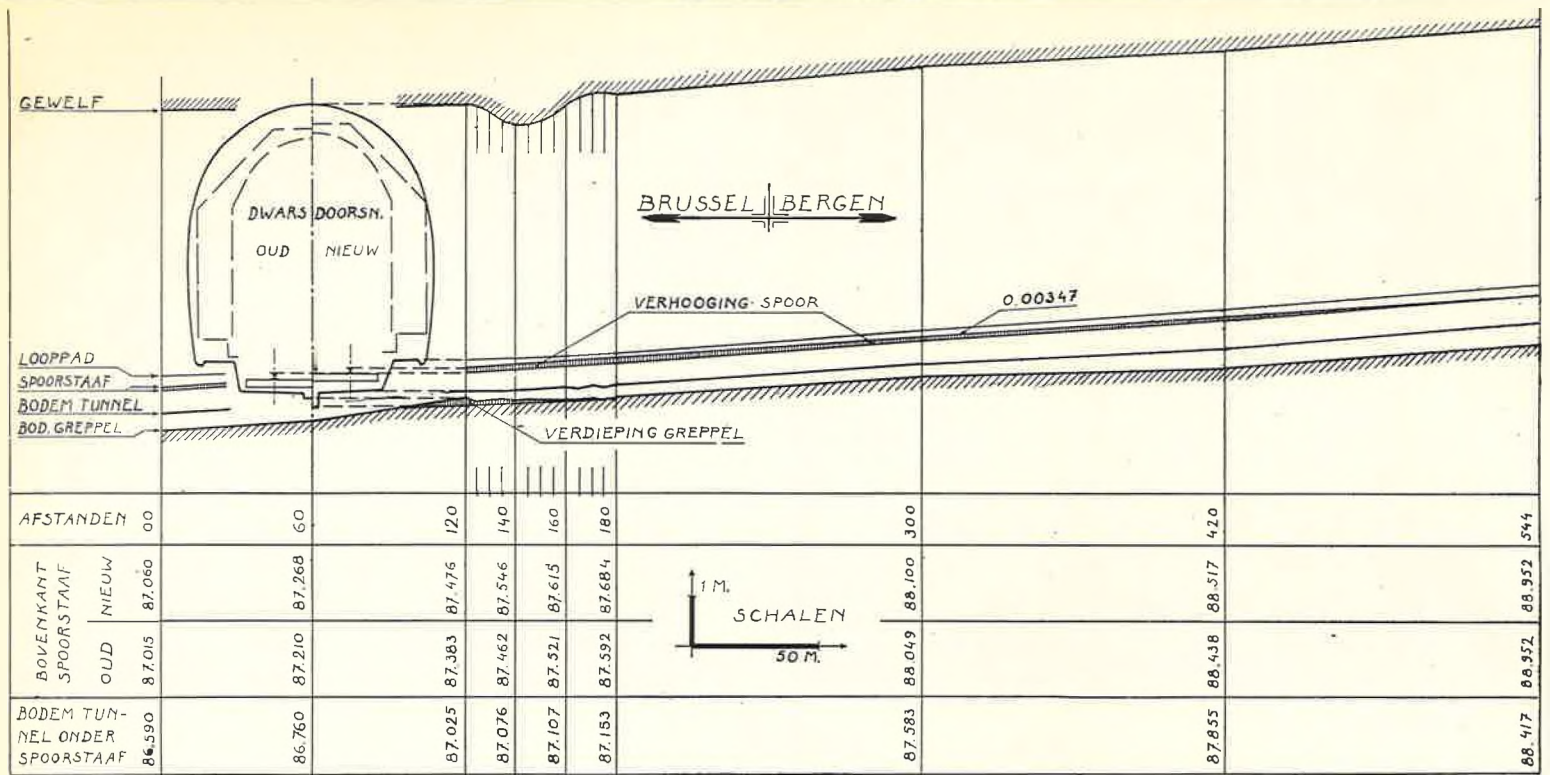 GEWELF
DWARS DOORSN.
OUD NIEUW
BRUSSEL BERGEN
VERHOOGING SPOOR
0.00347
LOOPPAD
SPOORSTAAF
BODEM TUNNEL
BOD. GREPPEL
VERDIEPING GREPPEL
AFSTANDEN 00 60 120 140 160 180 300 420 544
BOVENKANT SPOORSTAAF
NIEUW 87.060 87.268 87.476 87.546 87.615 87.684 88.100 88.517 88.952
OUD 87.015 87.210 87.383 87.462 87.521 87.592 88.049 88.438 88.952
1 M.
SCHALEN
50 M.
BODEM TUN-
NEL ONDER
SPOORSTAAF
86.590 86.760 87.025 87.076 87.107 87.153 87.583 87.855 88.417